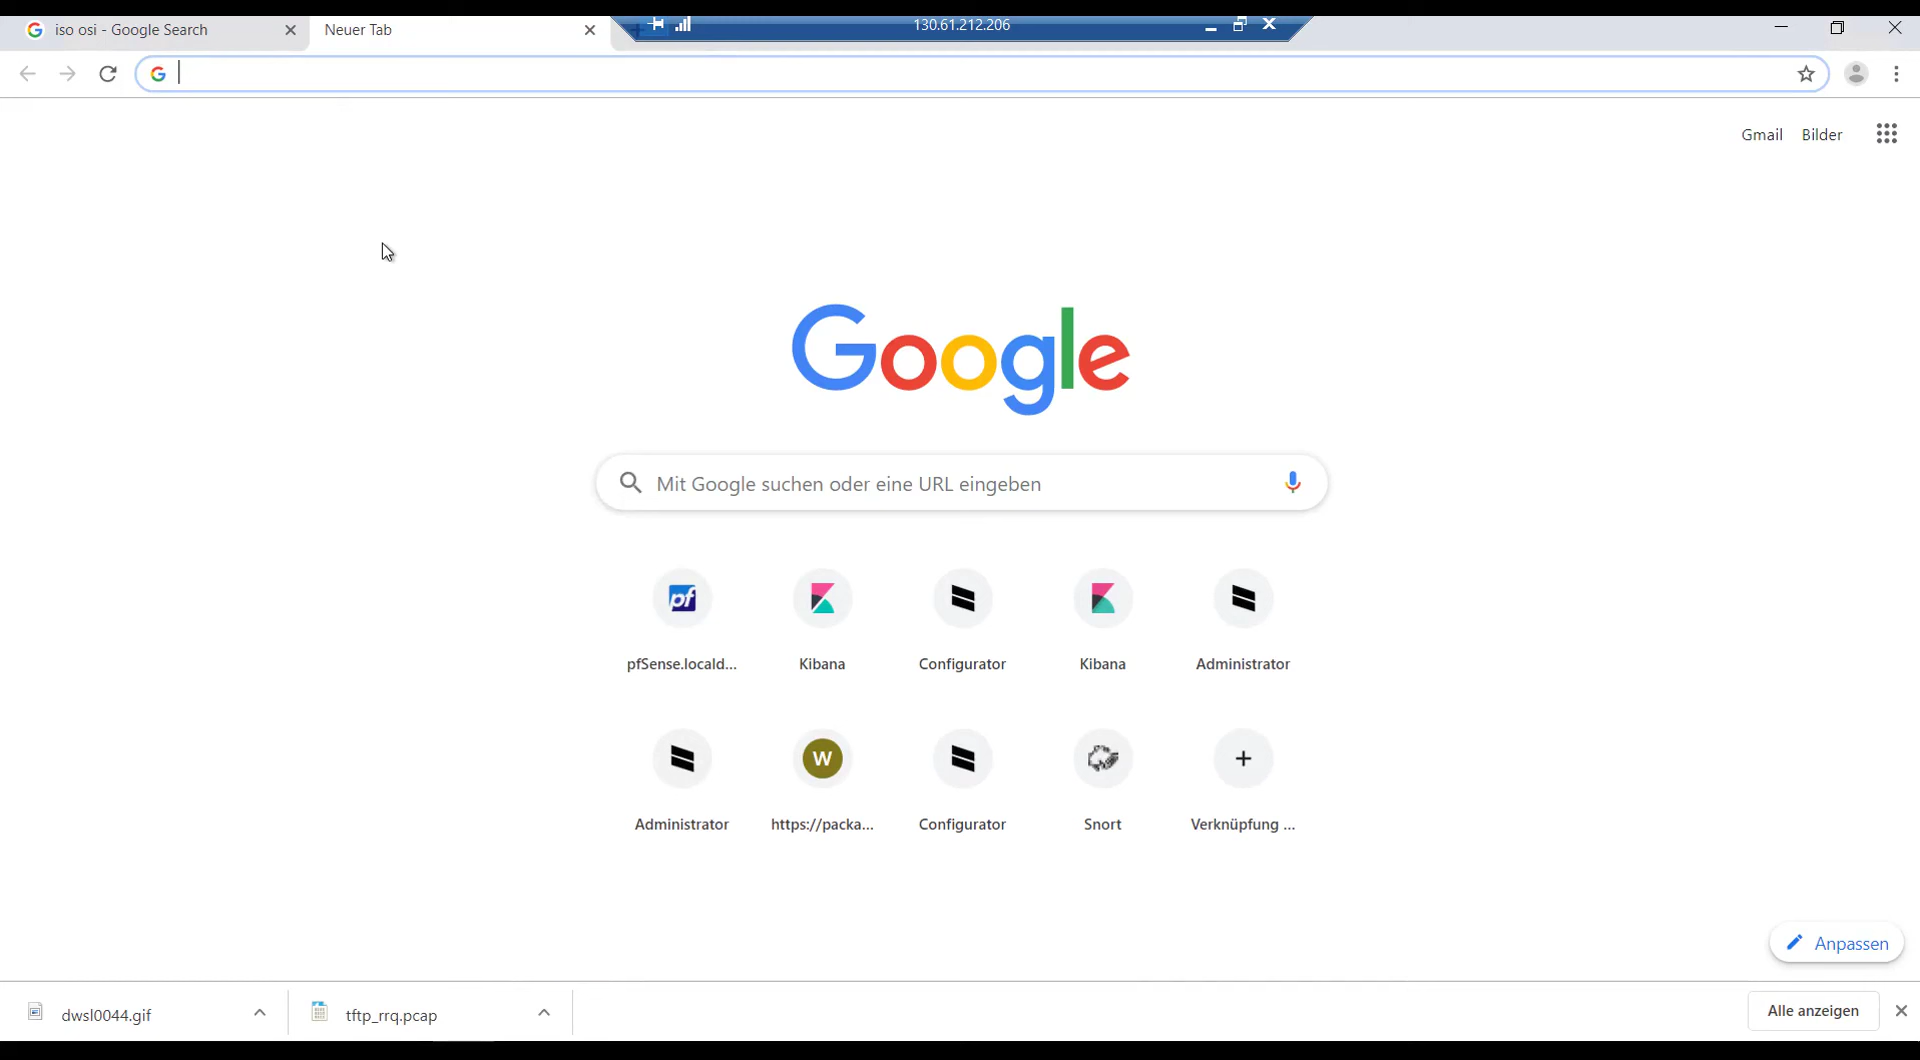 iso osi - Google Search
Neuer Tab
130.61.212.206
Gmail Bilder
Google
Mit Google suchen oder eine URL eingeben
pf
pfSense.locald...
Kibana
Configurator
Kibana
Administrator
W
Administrator
https://packa...
Configurator
Snort
Verknüpfung ...
Anpassen
dwsl0044.gif
tftp_rrq.pcap
Alle anzeigen